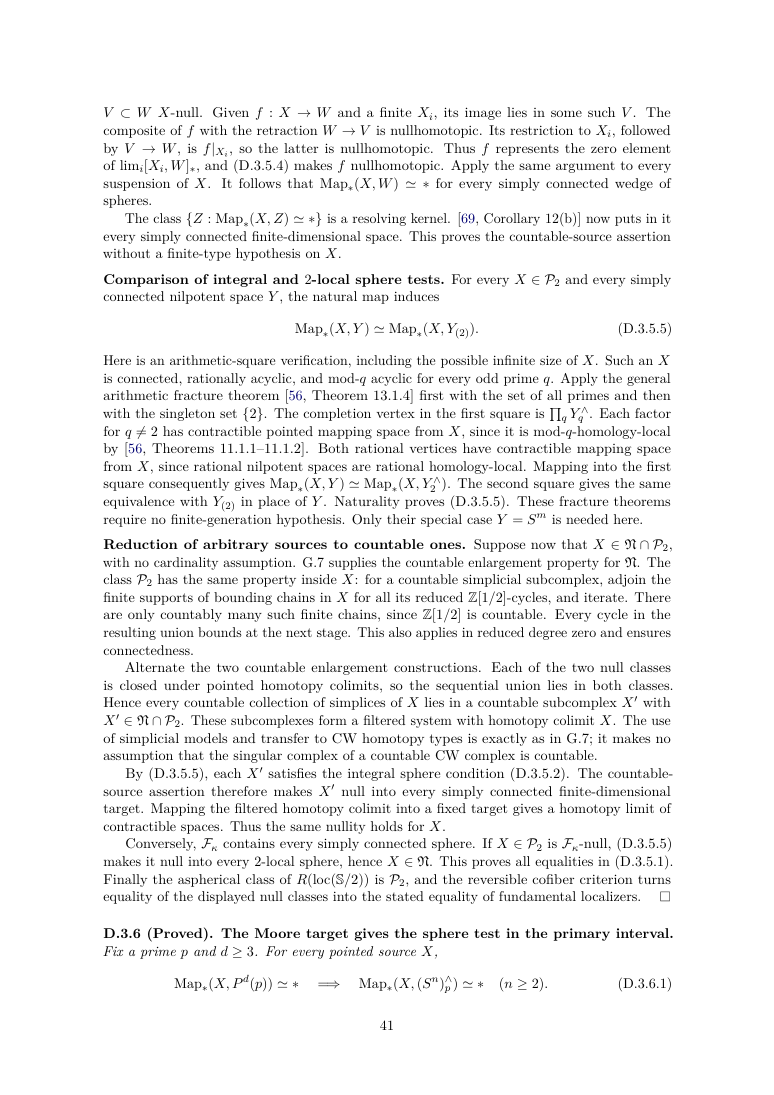 V ⊂ W X-null. Given f : X → W and a finite Xᵢ, its image lies in some such V. The
composite of f with the retraction W → V is nullhomotopic. Its restriction to Xᵢ, followed
by V → W, is f|_{Xᵢ}, so the latter is nullhomotopic. Thus f represents the zero element
of limᵢ[Xᵢ, W]_*, and (D.3.5.4) makes f nullhomotopic. Apply the same argument to every
suspension of X. It follows that Map_*(X, W) ≃ * for every simply connected wedge of
spheres.
The class {Z : Map_*(X, Z) ≃ *} is a resolving kernel. [69, Corollary 12(b)] now puts in it
every simply connected finite-dimensional space. This proves the countable-source assertion
without a finite-type hypothesis on X.
Comparison of integral and 2-local sphere tests. For every X ∈ 𝒫₂ and every simply
connected nilpotent space Y, the natural map induces
Map_*(X, Y) ≃ Map_*(X, Y_{(2)}). (D.3.5.5)
Here is an arithmetic-square verification, including the possible infinite size of X. Such an X
is connected, rationally acyclic, and mod-q acyclic for every odd prime q. Apply the general
arithmetic fracture theorem [56, Theorem 13.1.4] first with the set of all primes and then
with the singleton set {2}. The completion vertex in the first square is ∏_q Y_q^∧. Each factor
for q ≠ 2 has contractible pointed mapping space from X, since it is mod-q-homology-local
by [56, Theorems 11.1.1–11.1.2]. Both rational vertices have contractible mapping space
from X, since rational nilpotent spaces are rational homology-local. Mapping into the first
square consequently gives Map_*(X, Y) ≃ Map_*(X, Y_2^∧). The second square gives the same
equivalence with Y_{(2)} in place of Y. Naturality proves (D.3.5.5). These fracture theorems
require no finite-generation hypothesis. Only their special case Y = S^m is needed here.
Reduction of arbitrary sources to countable ones. Suppose now that X ∈ 𝔑 ∩ 𝒫₂,
with no cardinality assumption. G.7 supplies the countable enlargement property for 𝔑. The
class 𝒫₂ has the same property inside X: for a countable simplicial subcomplex, adjoin the
finite supports of bounding chains in X for all its reduced ℤ[1/2]-cycles, and iterate. There
are only countably many such finite chains, since ℤ[1/2] is countable. Every cycle in the
resulting union bounds at the next stage. This also applies in reduced degree zero and ensures
connectedness.
Alternate the two countable enlargement constructions. Each of the two null classes
is closed under pointed homotopy colimits, so the sequential union lies in both classes.
Hence every countable collection of simplices of X lies in a countable subcomplex X′ with
X′ ∈ 𝔑 ∩ 𝒫₂. These subcomplexes form a filtered system with homotopy colimit X. The use
of simplicial models and transfer to CW homotopy types is exactly as in G.7; it makes no
assumption that the singular complex of a countable CW complex is countable.
By (D.3.5.5), each X′ satisfies the integral sphere condition (D.3.5.2). The countable-
source assertion therefore makes X′ null into every simply connected finite-dimensional
target. Mapping the filtered homotopy colimit into a fixed target gives a homotopy limit of
contractible spaces. Thus the same nullity holds for X.
Conversely, ℱ_κ contains every simply connected sphere. If X ∈ 𝒫₂ is ℱ_κ-null, (D.3.5.5)
makes it null into every 2-local sphere, hence X ∈ 𝔑. This proves all equalities in (D.3.5.1).
Finally the aspherical class of R(loc(𝕊/2)) is 𝒫₂, and the reversible cofiber criterion turns
equality of the displayed null classes into the stated equality of fundamental localizers. □
D.3.6 (Proved). The Moore target gives the sphere test in the primary interval.
Fix a prime p and d ≥ 3. For every pointed source X,
Map_*(X, P^d(p)) ≃ * ⟹ Map_*(X, (S^n)_p^∧) ≃ * (n ≥ 2). (D.3.6.1)
41